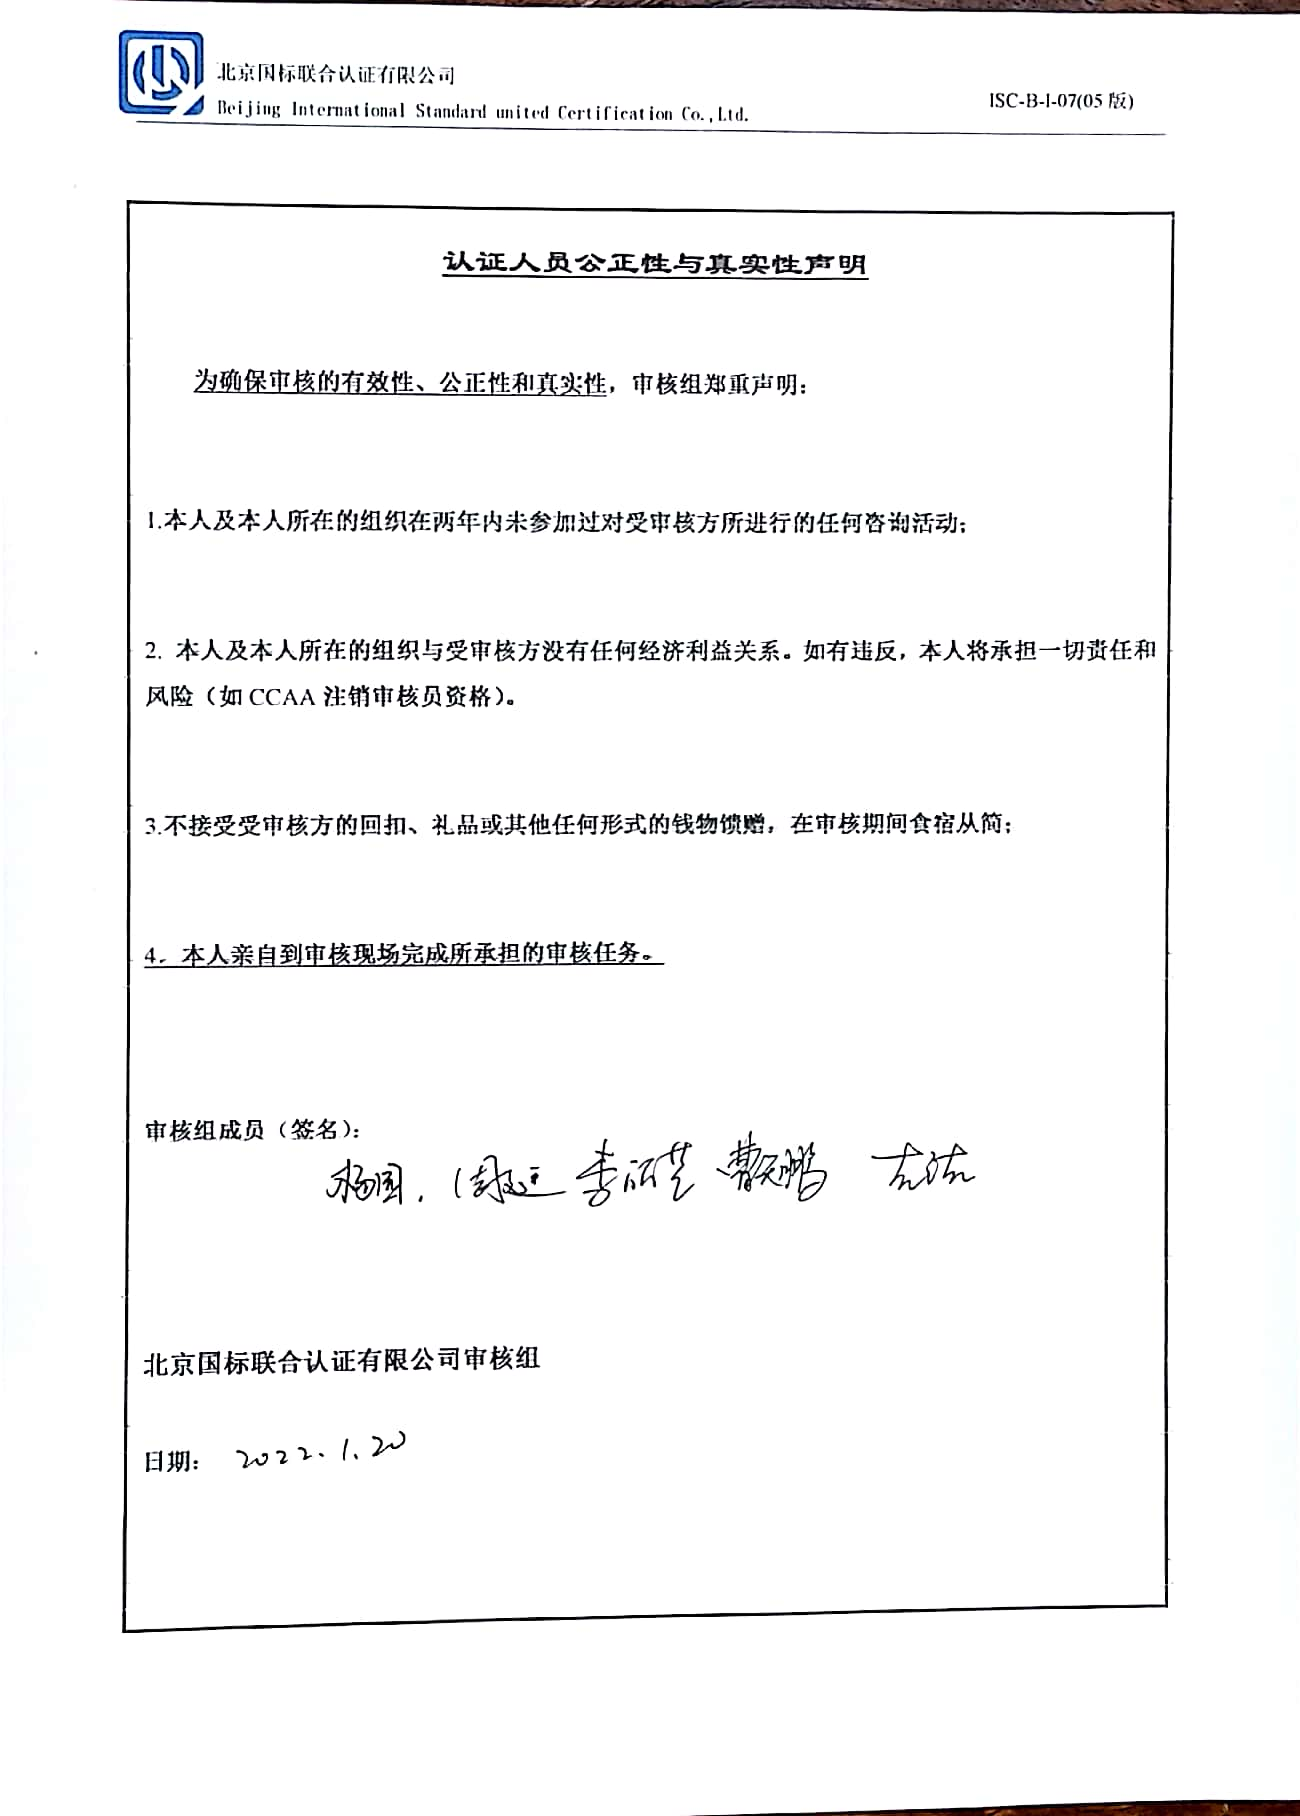 北京国标联合认证有限公司
Beijing International Standard united Certification Co.,Ltd.
ISC-B-I-07(05 版)
认证人员公正性与真实性声明
为确保审核的有效性、公正性和真实性，审核组郑重声明：
1.本人及本人所在的组织在两年内未参加过对受审核方所进行的任何咨询活动；
2. 本人及本人所在的组织与受审核方没有任何经济利益关系。如有违反，本人将承担一切责任和
风险（如 CCAA 注销审核员资格）。
3.不接受受审核方的回扣、礼品或其他任何形式的钱物馈赠，在审核期间食宿从简；
4．本人亲自到审核现场完成所承担的审核任务。
审核组成员（签名）：
杨园
北京国标联合认证有限公司审核组
日期： 2022.1.20